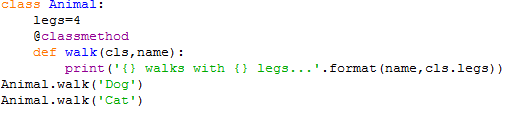 class Animal:
    legs=4
    @classmethod
    def walk(cls,name):
        print('{} walks with {} legs...'.format(name,cls.legs))
Animal.walk('Dog')
Animal.walk('Cat')